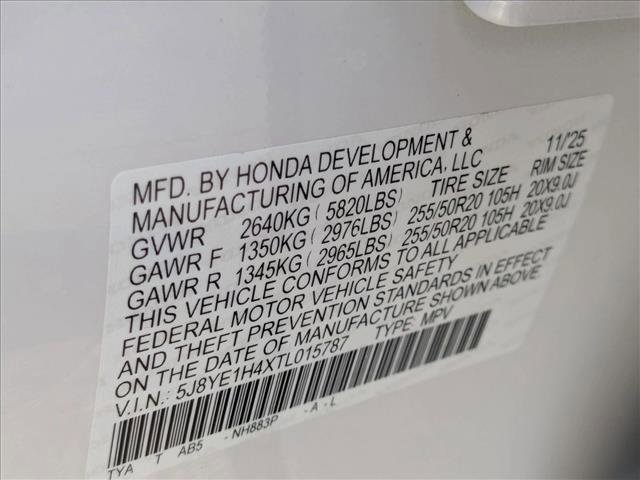 MFD. BY HONDA DEVELOPMENT & 11/'25
MANUFACTURING OF AMERICA, LLC
GVWR 2640KG ( 5820LBS) TIRE SIZE RIM SIZE
GAWR F 1350KG ( 2976LBS) 255/50R20 105H 20X9.0J
GAWR R 1345KG ( 2965LBS) 255/50R20 105H 20X9.0J
THIS VEHICLE CONFORMS TO ALL APPLICABLE
FEDERAL MOTOR VEHICLE SAFETY
AND THEFT PREVENTION STANDARDS IN EFFECT
ON THE DATE OF MANUFACTURE SHOWN ABOVE
V.I.N.: 5J8YE1H4XTL015787 TYPE: MPV
TYA T AB5 - NH883P - A - L